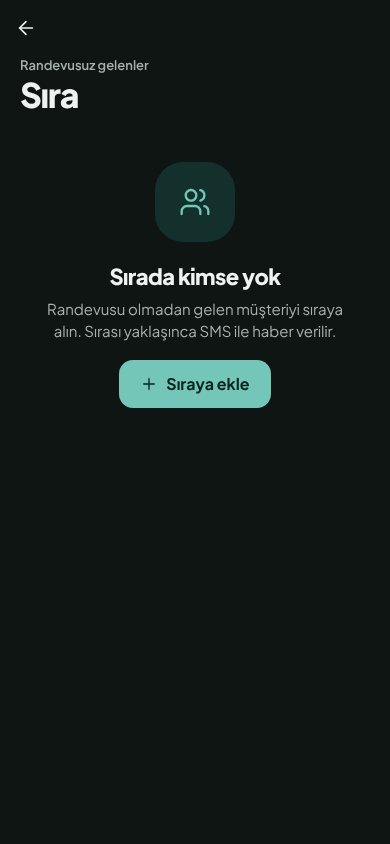 Randevusuz gelenler
Sıra
Sırada kimse yok
Randevusu olmadan gelen müşteriyi sıraya
alın. Sırası yaklaşınca SMS ile haber verilir.
Sıraya ekle